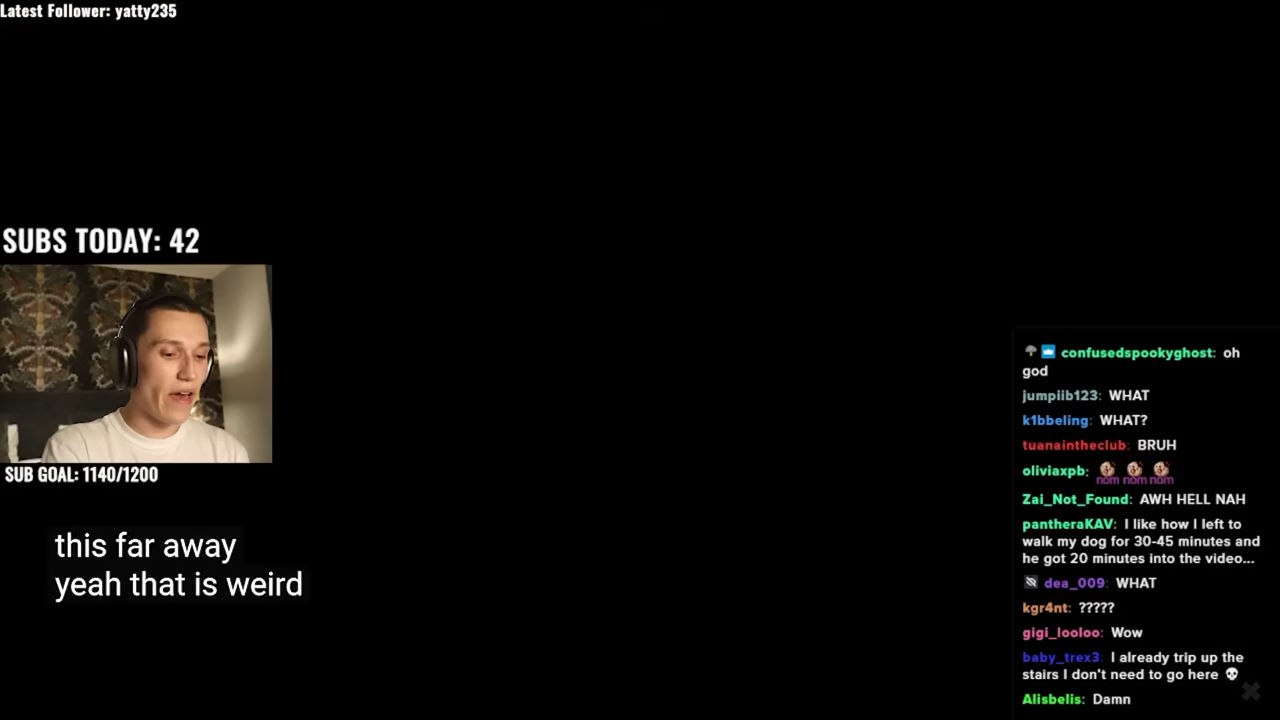 Latest Follower: yatty235
SUBS TODAY: 42
SUB GOAL: 1140/1200
this far away
yeah that is weird
confusedspookyghost: oh
god
jumpiib123: WHAT
k1bbeling: WHAT?
tuanaintheclub: BRUH
oliviaxpb: nom nom nom
Zai_Not_Found: AWH HELL NAH
pantheraKAV: I like how I left to
walk my dog for 30-45 minutes and
he got 20 minutes into the video...
dea_009: WHAT
kgr4nt: ?????
gigi_looloo: Wow
baby_trex3: I already trip up the
stairs I don't need to go here 💀
Alisbelis: Damn